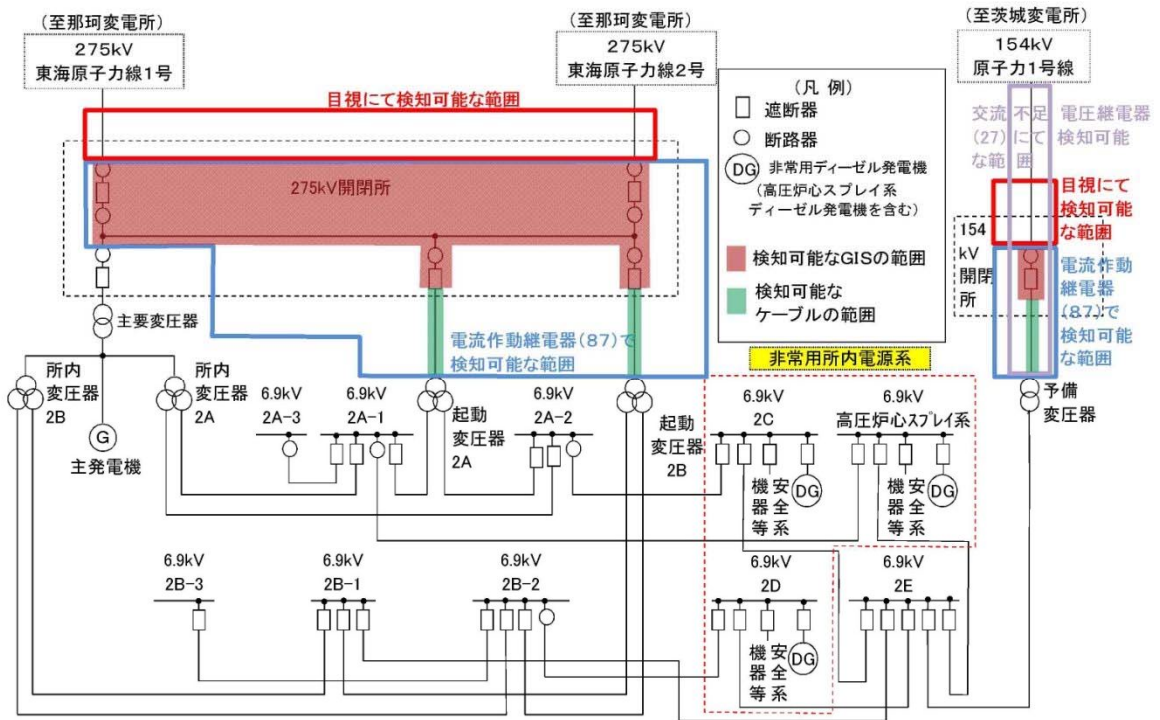 (至那珂変電所)
275kV
東海原子力線1号
(至那珂変電所)
275kV
東海原子力線2号
(至茨城変電所)
154kV
原子力1号線
目視にて検知可能な範囲
275kV開閉所
(凡 例)
遮断器
断路器
DG
非常用ディーゼル発電機
(高圧炉心スプレイ系
ディーゼル発電機を含む)
検知可能なGISの範囲
検知可能な
ケーブルの範囲
交流不足電圧継電器
(27)にて検知可能
な範囲
目視にて
検知可能
な範囲
154
kV
開閉
所
電流作動
継電器
(87)で
検知可能
な範囲
電流作動継電器(87)で
検知可能な範囲
非常用所内電源系
主要変圧器
所内
変圧器
2B
所内
変圧器
2A
G
主発電機
6.9kV
2A-3
6.9kV
2A-1
起動
変圧器
2A
6.9kV
2A-2
起動
変圧器
2B
6.9kV
2C
6.9kV
高圧炉心スプレイ系
予備
変圧器
安全系
機器等
DG
安全系
機器等
DG
6.9kV
2B-3
6.9kV
2B-1
6.9kV
2B-2
6.9kV
2D
6.9kV
2E
安全系
機器等
DG